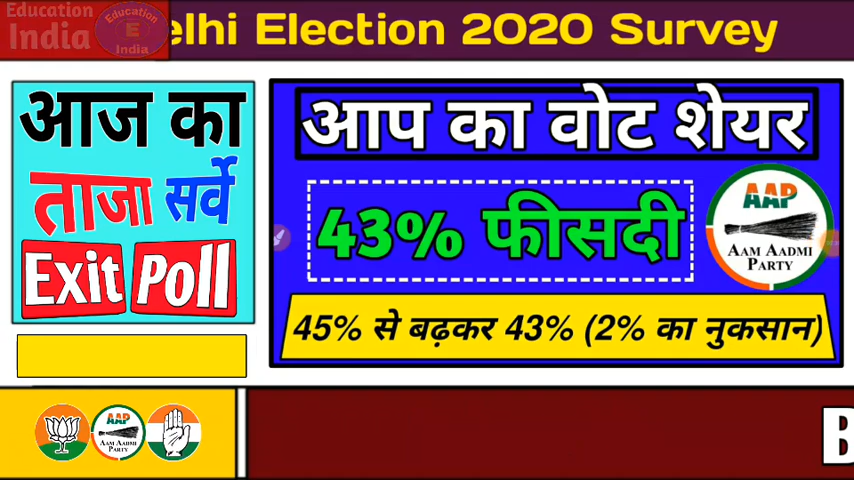 Education
India
Education
E
India
elhi Election 2020 Survey
आज का
ताजा सर्वे
Exit Poll
आप का वोट शेयर
43% फीसदी
AAP
AAM AADMI
PARTY
45% से बढ़कर 43% (2% का नुकसान)
AAP
AAM AADMI
PARTY
B